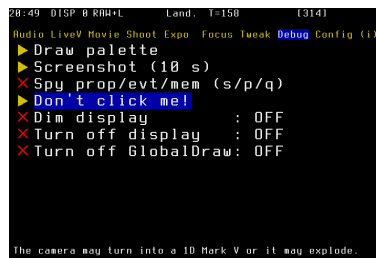 20:49 DISP 0 RAW+L Land. T=158 [314]
Audio LiveV Movie Shoot Expo Focus Tweak Debug Config (i)
Draw palette
Screenshot (10 s)
Spy prop/evt/mem (s/p/q)
Don't click me!
Dim display : OFF
Turn off display : OFF
Turn off GlobalDraw: OFF
The camera may turn into a 1D Mark V or it may explode.